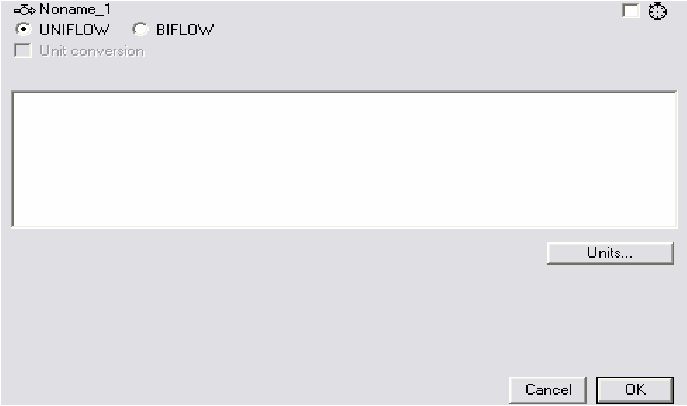 Noname_1
UNIFLOW BIFLOW
Unit conversion
Units...
Cancel OK